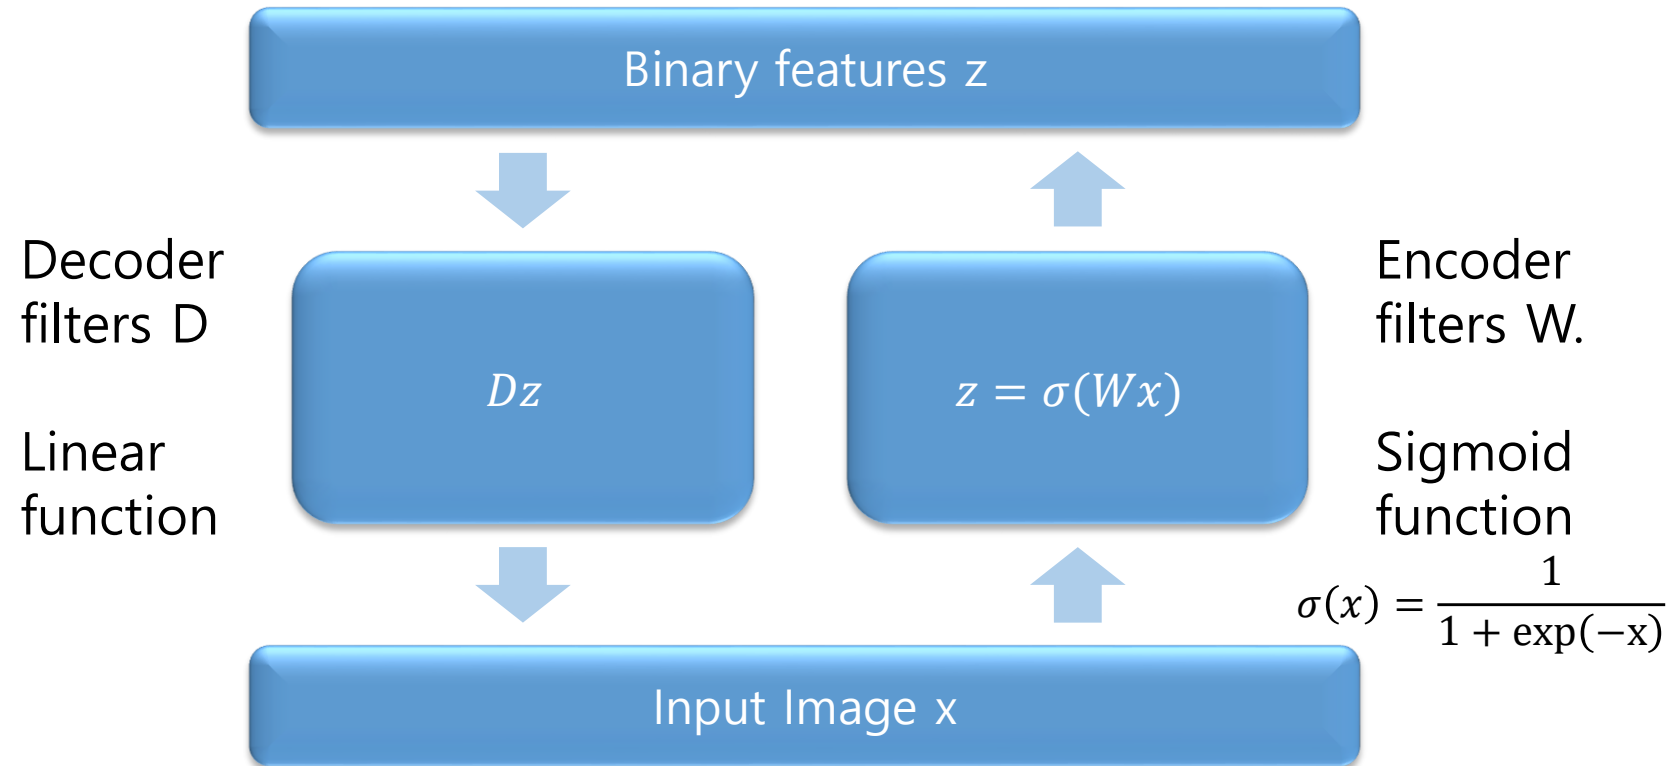 Binary features z
Decoder
filters D
Linear
function
Dz
z = σ(Wx)
Encoder
filters W.
Sigmoid
function
σ(x) = 1 / (1 + exp(−x))
Input Image x